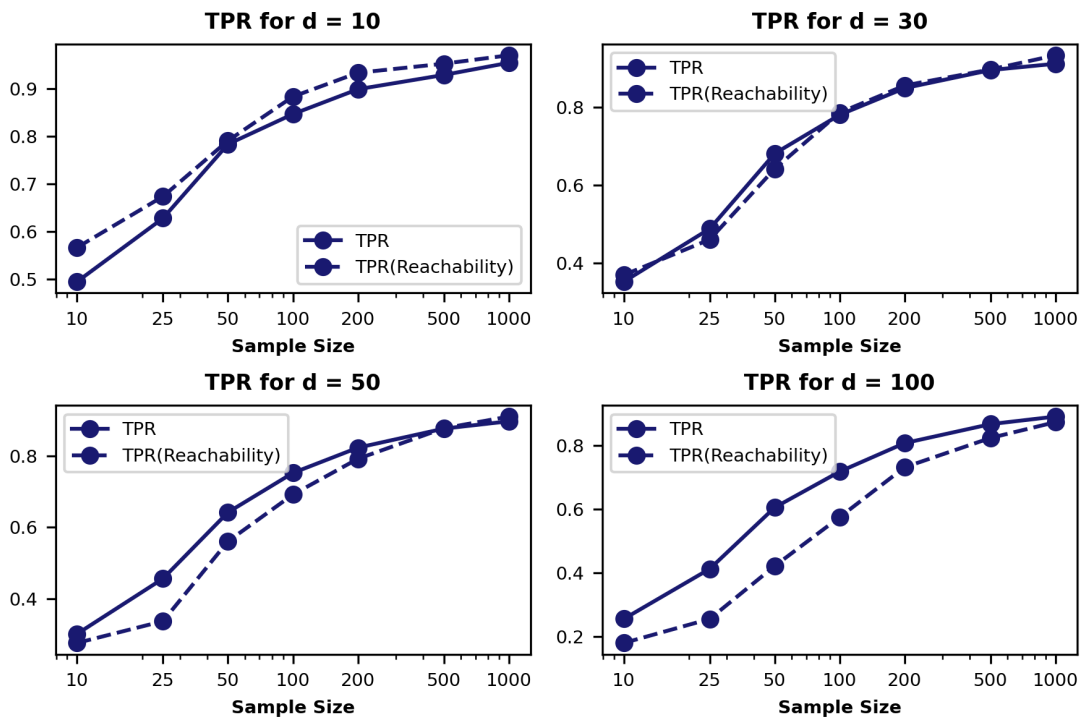 TPR for d = 10
0.9
0.8
0.7
0.6
0.5
TPR
TPR(Reachability)
10 25 50 100 200 500 1000
Sample Size
TPR for d = 30
TPR
TPR(Reachability)
0.8
0.6
0.4
10 25 50 100 200 500 1000
Sample Size
TPR for d = 50
TPR
TPR(Reachability)
0.8
0.6
0.4
10 25 50 100 200 500 1000
Sample Size
TPR for d = 100
TPR
TPR(Reachability)
0.8
0.6
0.4
0.2
10 25 50 100 200 500 1000
Sample Size